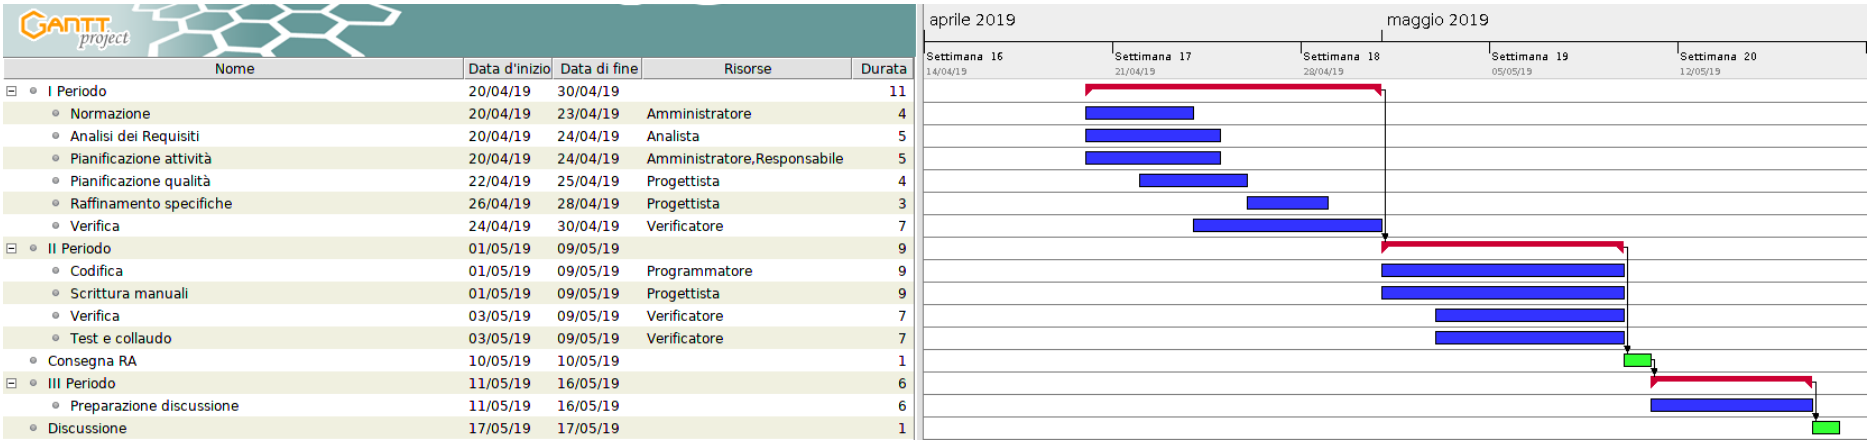 GANTT project
aprile 2019 maggio 2019
Settimana 16 Settimana 17 Settimana 18 Settimana 19 Settimana 20
14/04/19 21/04/19 28/04/19 05/05/19 12/05/19
Nome Data d'inizio Data di fine Risorse Durata
I Periodo 20/04/19 30/04/19 11
Normazione 20/04/19 23/04/19 Amministratore 4
Analisi dei Requisiti 20/04/19 24/04/19 Analista 5
Pianificazione attività 20/04/19 24/04/19 Amministratore,Responsabile 5
Pianificazione qualità 22/04/19 25/04/19 Progettista 4
Raffinamento specifiche 26/04/19 28/04/19 Progettista 3
Verifica 24/04/19 30/04/19 Verificatore 7
II Periodo 01/05/19 09/05/19 9
Codifica 01/05/19 09/05/19 Programmatore 9
Scrittura manuali 01/05/19 09/05/19 Progettista 9
Verifica 03/05/19 09/05/19 Verificatore 7
Test e collaudo 03/05/19 09/05/19 Verificatore 7
Consegna RA 10/05/19 10/05/19 1
III Periodo 11/05/19 16/05/19 6
Preparazione discussione 11/05/19 16/05/19 6
Discussione 17/05/19 17/05/19 1